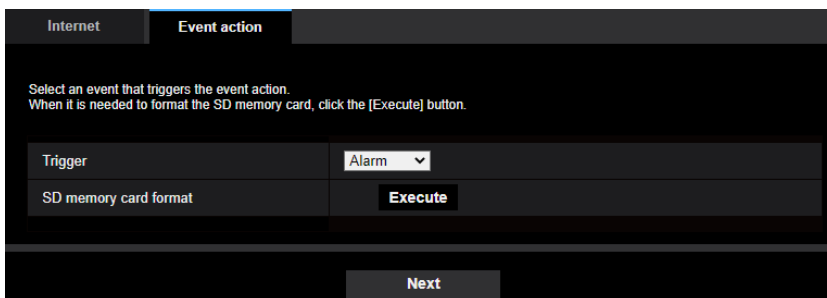 Internet Event action
Select an event that triggers the event action.
When it is needed to format the SD memory card, click the [Execute] button.
Trigger Alarm
SD memory card format Execute
Next